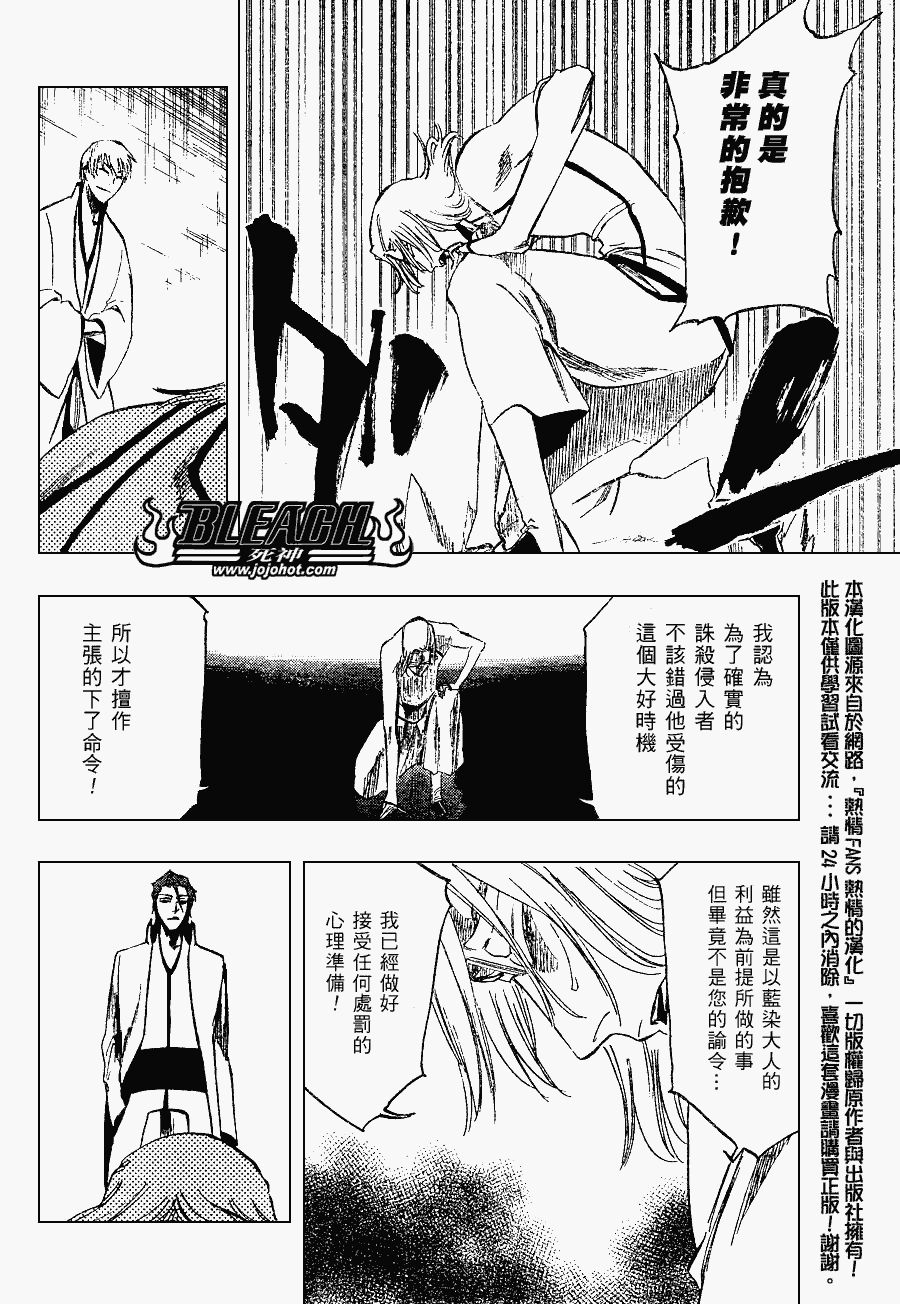 真的是
非常的抱歉！
BLEACH
死神
www.jojohot.com
我認為
為了確實的
誅殺侵入者
不該錯過他受傷的
這個大好時機
所以才擅作
主張的下了命令！
雖然這是以藍染大人的
利益為前提所做的事
但畢竟不是您的諭令…
我已經做好
接受任何處罰的
心理準備！
本漢化圖源來自於網路，『熱情FANS熱情的漢化』一切版權歸原作者與出版社擁有！
此版本僅供學習試看交流…請24小時之內消除，喜歡這套漫畫請購買正版！謝謝。